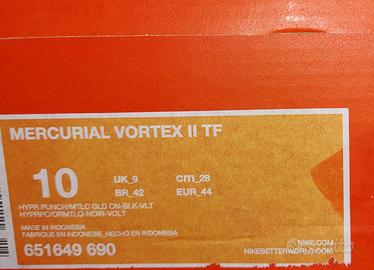 MERCURIAL VORTEX II TF
10
UK_9 cm_28
BR_42 EUR_44
HYPR PUNCH/MTLC GLD CN-BLK-VLT
HYPRPC/ORMTLQ-NOIR-VOLT
MADE IN INDONESIA
FABRIQUE EN INDONESIE_HECHO EN INDONESIA
651649 690
NIKE.COM
NIKEBETTERWORLD.COM